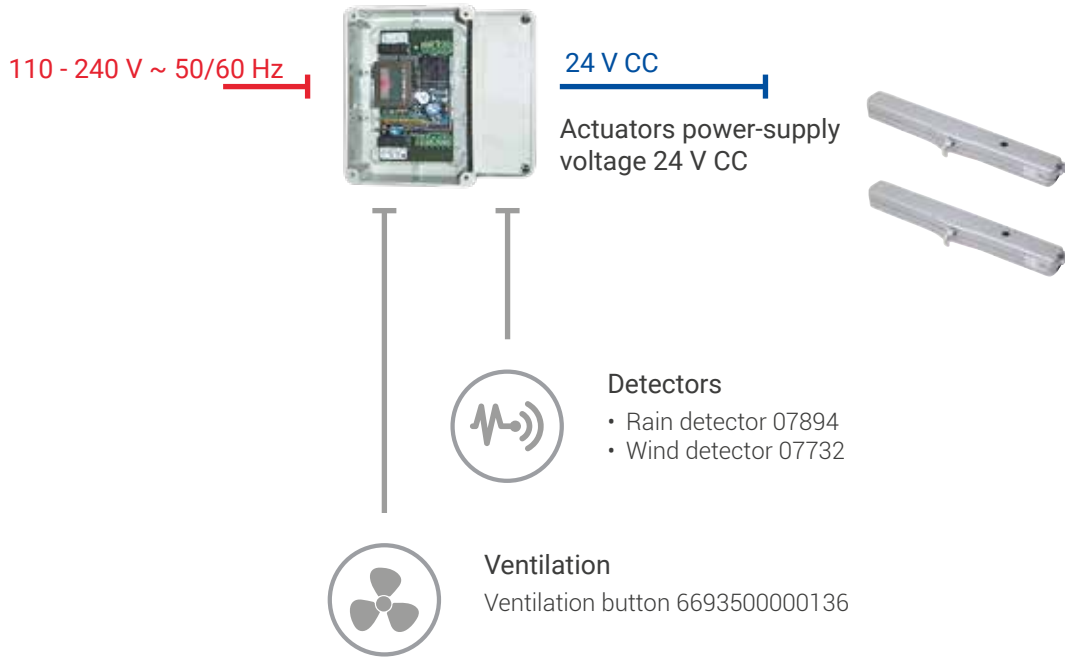 110 - 240 V ~ 50/60 Hz
24 V CC
Actuators power-supply
voltage 24 V CC
Detectors
• Rain detector 07894
• Wind detector 07732
Ventilation
Ventilation button 6693500000136